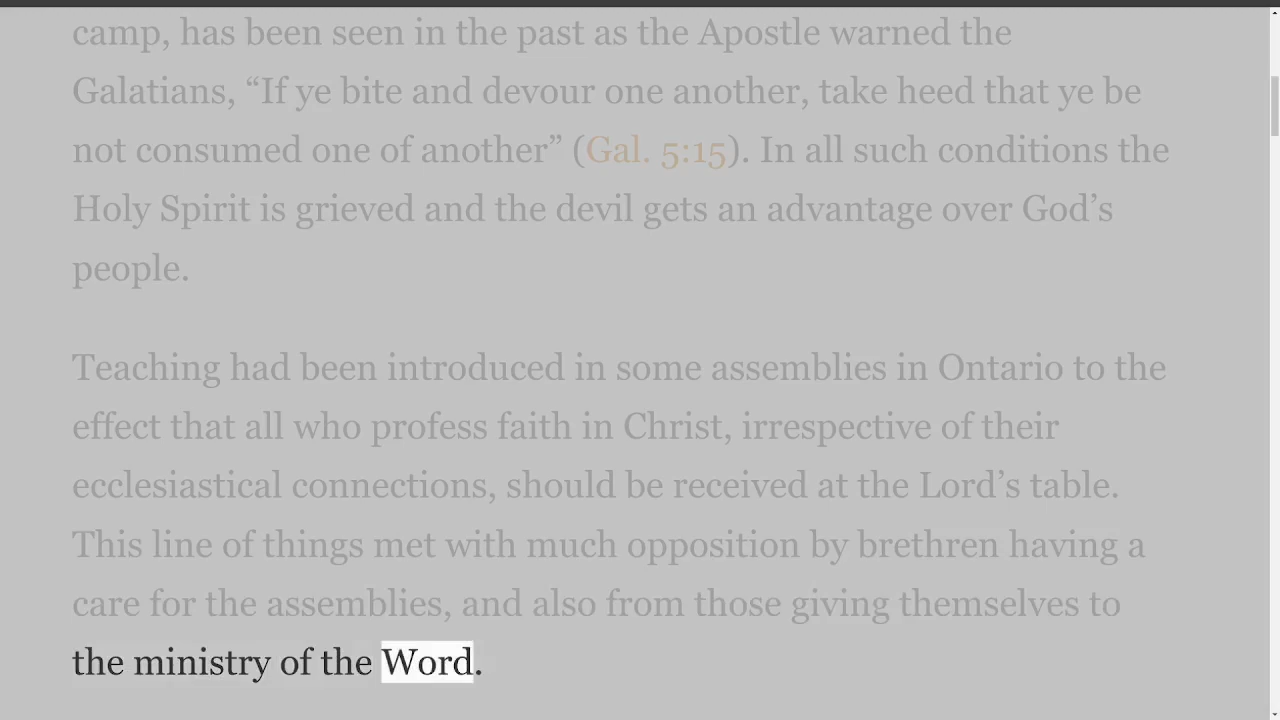 camp, has been seen in the past as the Apostle warned the
Galatians, “If ye bite and devour one another, take heed that ye be
not consumed one of another” (Gal. 5:15). In all such conditions the
Holy Spirit is grieved and the devil gets an advantage over God’s
people.
Teaching had been introduced in some assemblies in Ontario to the
effect that all who profess faith in Christ, irrespective of their
ecclesiastical connections, should be received at the Lord’s table.
This line of things met with much opposition by brethren having a
care for the assemblies, and also from those giving themselves to
the ministry of the Word.